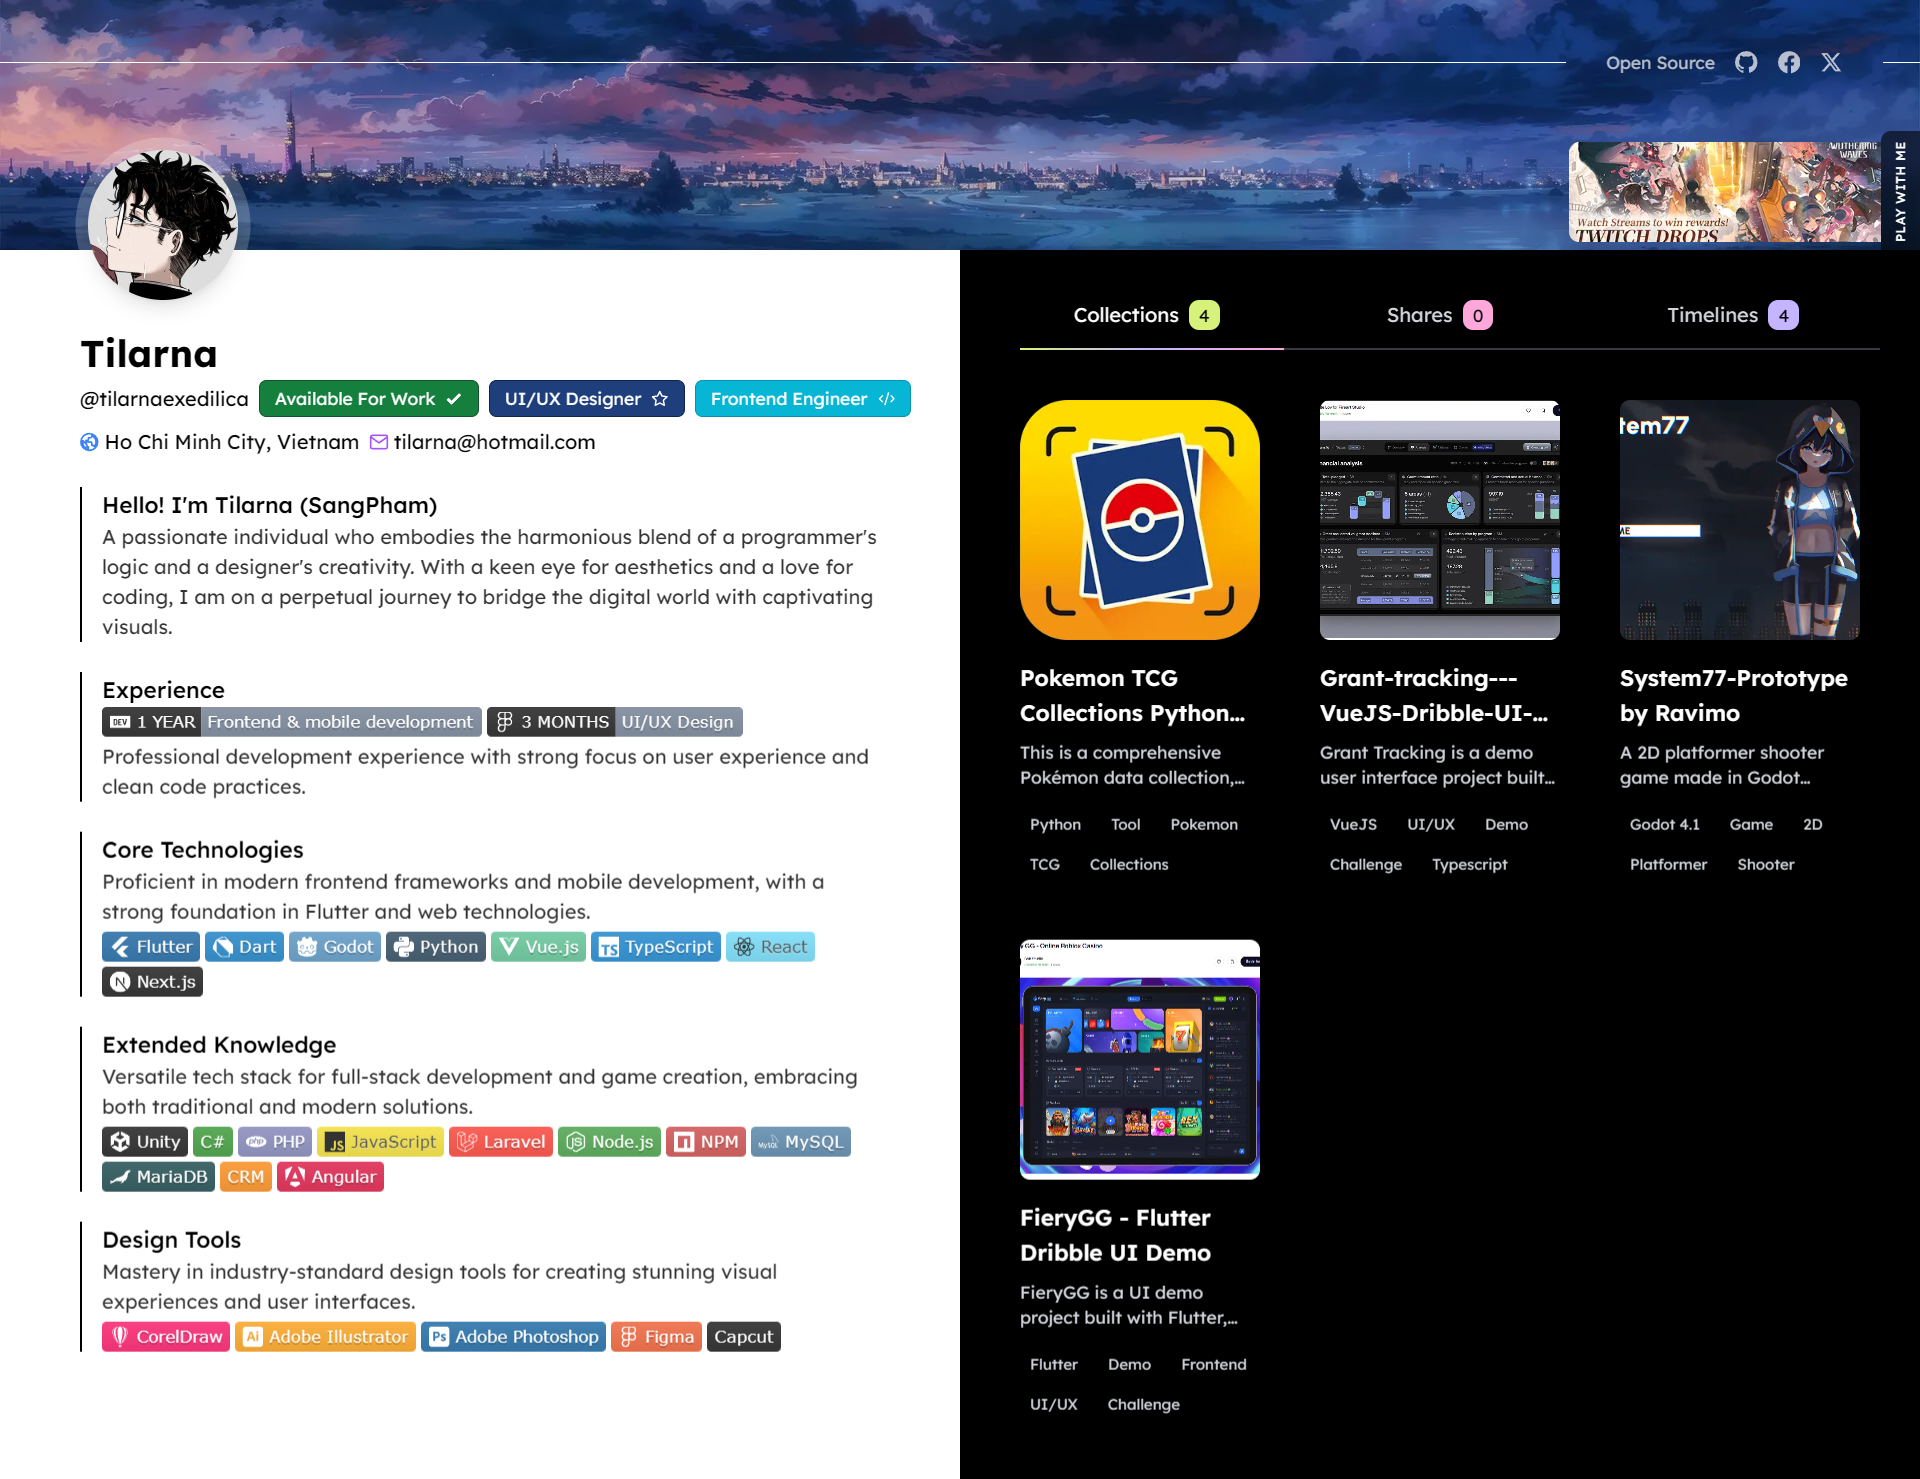 Open Source
WUTHERING
WAVES
Watch Streams to win rewards!
TWITCH DROPS
PLAY WITH ME
Tilarna
@tilarnaexedilica Available For Work UI/UX Designer Frontend Engineer
Ho Chi Minh City, Vietnam tilarna@hotmail.com
Hello! I'm Tilarna (SangPham)
A passionate individual who embodies the harmonious blend of a programmer's
logic and a designer's creativity. With a keen eye for aesthetics and a love for
coding, I am on a perpetual journey to bridge the digital world with captivating
visuals.
Experience
DEV 1 YEAR Frontend & mobile development 3 MONTHS UI/UX Design
Professional development experience with strong focus on user experience and
clean code practices.
Core Technologies
Proficient in modern frontend frameworks and mobile development, with a
strong foundation in Flutter and web technologies.
Flutter Dart Godot Python Vue.js TS TypeScript React
Next.js
Extended Knowledge
Versatile tech stack for full-stack development and game creation, embracing
both traditional and modern solutions.
Unity C# php PHP JS JavaScript Laravel Node.js NPM MySQL MySQL
MariaDB CRM Angular
Design Tools
Mastery in industry-standard design tools for creating stunning visual
experiences and user interfaces.
CorelDraw Ai Adobe Illustrator Ps Adobe Photoshop Figma Capcut
Collections 4 Shares 0 Timelines 4
Pokemon TCG
Collections Python...
This is a comprehensive
Pokémon data collection,...
Python Tool Pokemon
TCG Collections
nancial analysis
Grant-tracking---
VueJS-Dribble-UI-...
Grant Tracking is a demo
user interface project built...
VueJS UI/UX Demo
Challenge Typescript
tem77
ME
System77-Prototype
by Ravimo
A 2D platformer shooter
game made in Godot...
Godot 4.1 Game 2D
Platformer Shooter
GG - Online Roblox Casino
FieryGG - Flutter
Dribble UI Demo
FieryGG is a UI demo
project built with Flutter,...
Flutter Demo Frontend
UI/UX Challenge